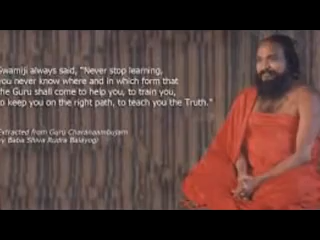 Swamiji always said, "Never stop learning,
you never know where and in which form that
the Guru shall come to help you, to train you,
to keep you on the right path, to teach you the Truth."
Extracted from Guru Charanaambujam
by Baba Shiva Rudra Balayogi